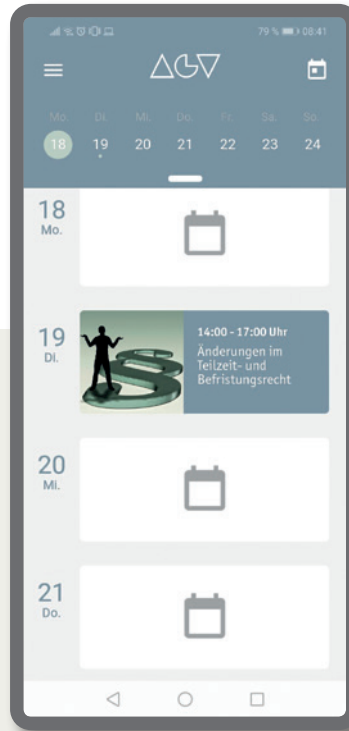 79 % 08:41
AGV
Mo. Di. Mi. Do. Fr. Sa. So.
18 19 20 21 22 23 24
18
Mo.
19
Di.
14:00 - 17:00 Uhr
Änderungen im
Teilzeit- und
Befristungsrecht
20
Mi.
21
Do.